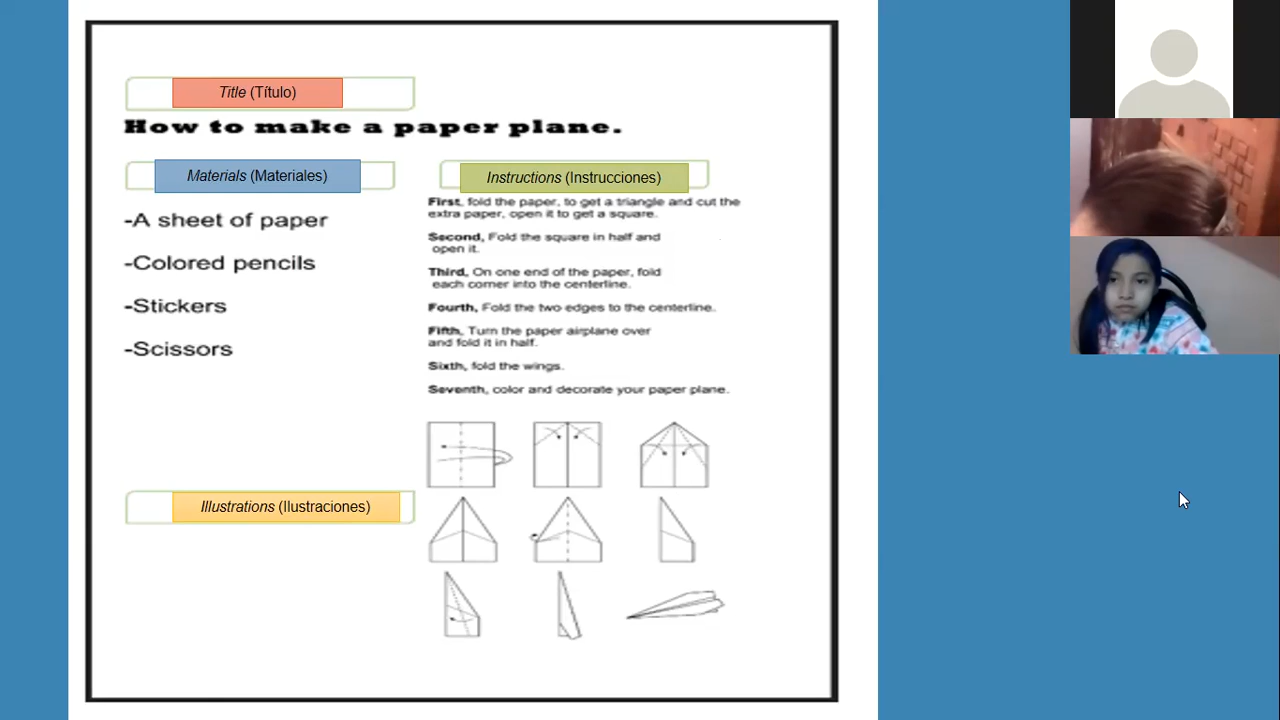 Title (Título)
How to make a paper plane.
Materials (Materiales)
-A sheet of paper
-Colored pencils
-Stickers
-Scissors
Instructions (Instrucciones)
First, fold the paper, to get a triangle and cut the
extra paper, open it to get a square.
Second, Fold the square in half and
open it.
Third, On one end of the paper, fold
each corner into the centerline.
Fourth, Fold the two edges to the centerline.
Fifth, Turn the paper airplane over
and fold it in half.
Sixth, fold the wings.
Seventh, color and decorate your paper plane.
Illustrations (Ilustraciones)